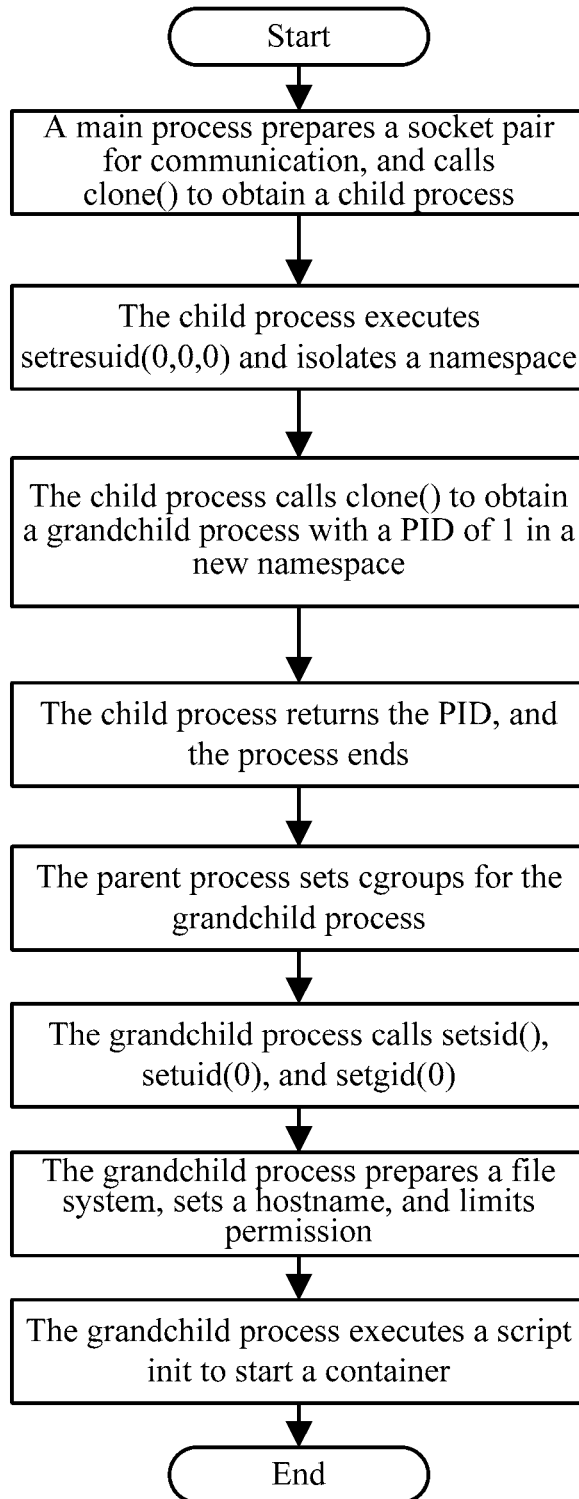 Start
A main process prepares a socket pair
for communication, and calls
clone() to obtain a child process
The child process executes
setresuid(0,0,0) and isolates a namespace
The child process calls clone() to obtain
a grandchild process with a PID of 1 in a
new namespace
The child process returns the PID, and
the process ends
The parent process sets cgroups for the
grandchild process
The grandchild process calls setsid(),
setuid(0), and setgid(0)
The grandchild process prepares a file
system, sets a hostname, and limits
permission
The grandchild process executes a script
init to start a container
End